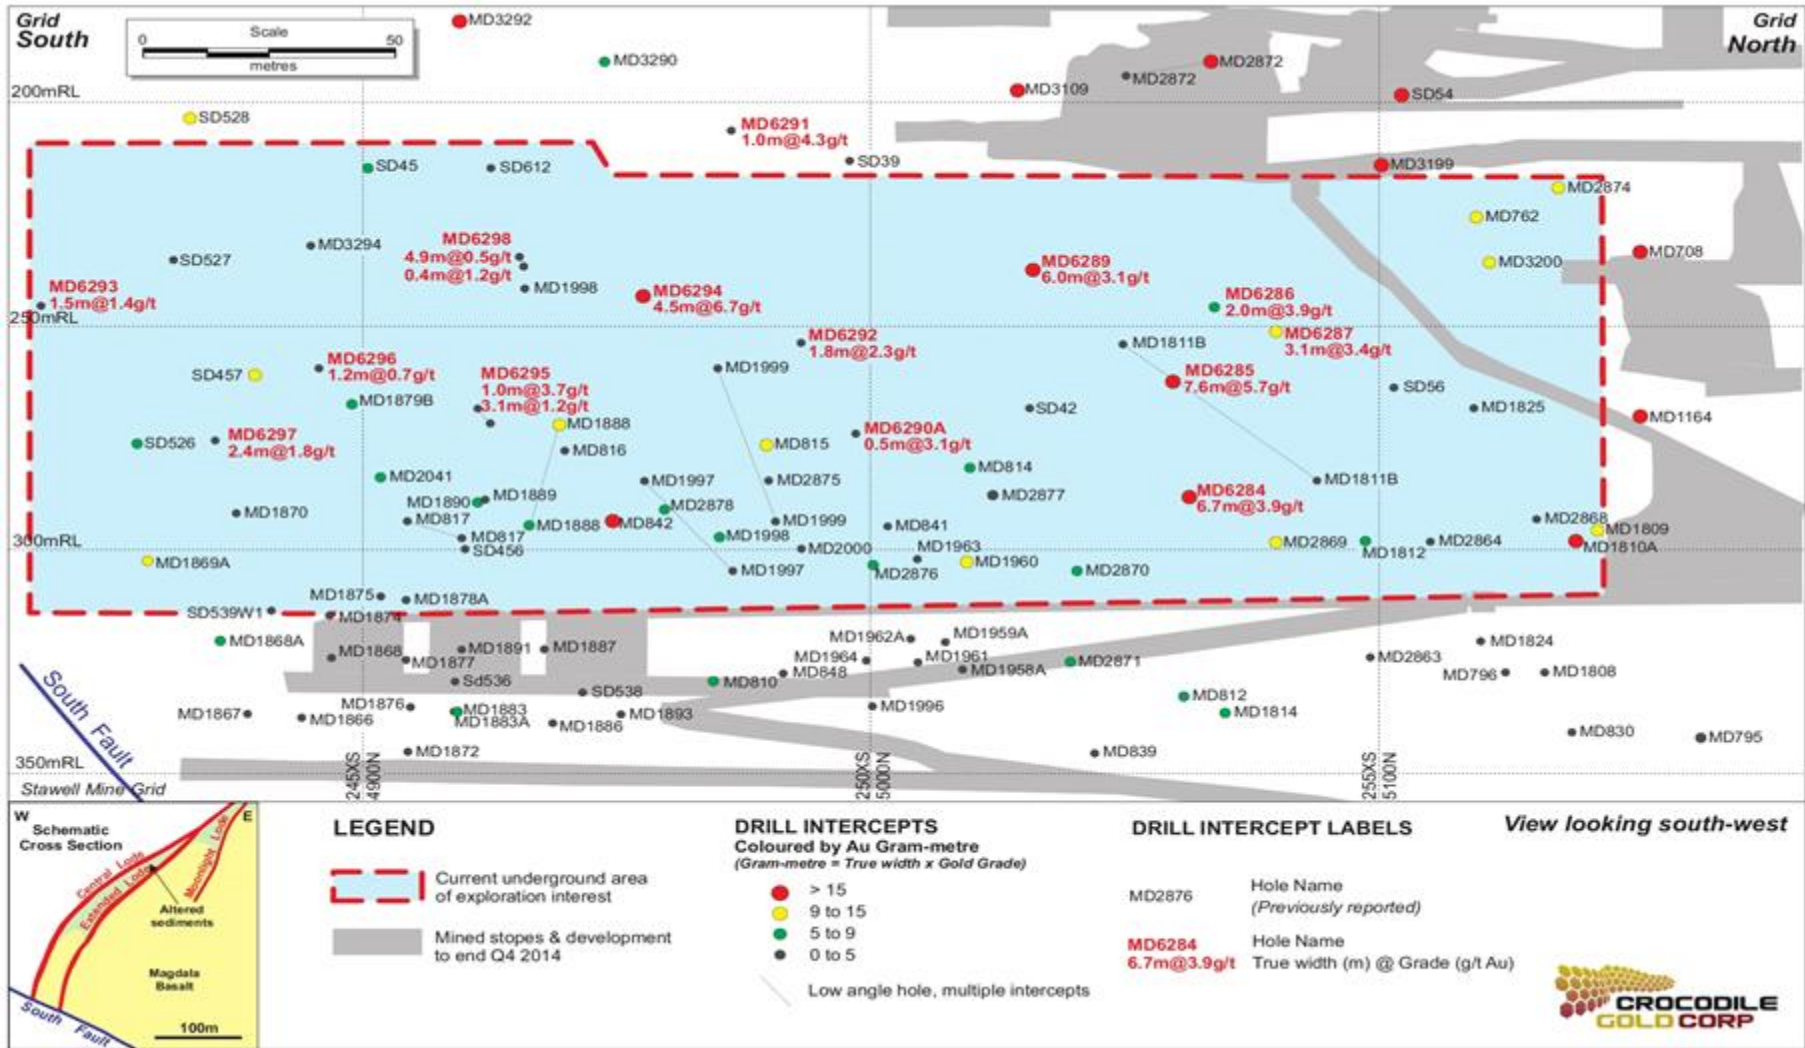 Grid
South
Scale
0 50
metres
Grid
North
MD3292
MD3290
MD2872
MD2872
MD3109
SD54
200mRL
SD528
MD6291
1.0m@4.3g/t
SD39
MD3199
SD45
SD612
MD2874
MD762
MD3294
MD6298
4.9m@0.5g/t
0.4m@1.2g/t
SD527
MD1998
MD6289
6.0m@3.1g/t
MD3200
MD708
MD6293
1.5m@1.4g/t
MD6294
4.5m@6.7g/t
MD6286
2.0m@3.9g/t
250mRL
MD6292
1.8m@2.3g/t
MD6287
3.1m@3.4g/t
MD1811B
MD6296
1.2m@0.7g/t
SD457
MD6295
1.0m@3.7g/t
3.1m@1.2g/t
MD1999
MD6285
7.6m@5.7g/t
SD56
MD1879B
SD42
MD1825
MD1164
MD1888
SD526
MD6297
2.4m@1.8g/t
MD816
MD815
MD6290A
0.5m@3.1g/t
MD814
MD2041
MD1997
MD2875
MD1811B
MD1890
MD1889
MD2878
MD2877
MD6284
6.7m@3.9g/t
MD1870
MD817
MD1888
MD842
MD1999
MD841
MD2868
MD1809
MD817
MD1998
300mRL
SD456
MD2000
MD1963
MD2869
MD1812
MD2864
MD1810A
MD1869A
MD1997
MD2876
MD1960
MD2870
MD1875
MD1878A
SD539W1
MD1874
MD1868A
MD1868
MD1877
MD1891
MD1887
MD1962A
MD1959A
MD1964
MD1961
MD1958A
MD2871
MD2863
MD1824
MD796
MD1808
MD848
Sd536
SD538
MD810
MD812
MD1814
MD1867
MD1866
MD1876
MD1883
MD1883A
MD1886
MD1893
MD1996
MD830
MD795
MD1872
MD839
South Fault
350mRL
245XS
4900N
250XS
5000N
255XS
5100N
Stawell Mine Grid
W E
Schematic
Cross Section
Central Lode
Extended Lode
Moonlight Lode
Altered
sediments
Magdala
Basalt
South Fault
100m
LEGEND
Current underground area
of exploration interest
Mined stopes & development
to end Q4 2014
DRILL INTERCEPTS
Coloured by Au Gram-metre
(Gram-metre = True width x Gold Grade)
> 15
9 to 15
5 to 9
0 to 5
Low angle hole, multiple intercepts
DRILL INTERCEPT LABELS
MD2876 Hole Name
(Previously reported)
MD6284 Hole Name
6.7m@3.9g/t True width (m) @ Grade (g/t Au)
View looking south-west
CROCODILE
GOLD CORP